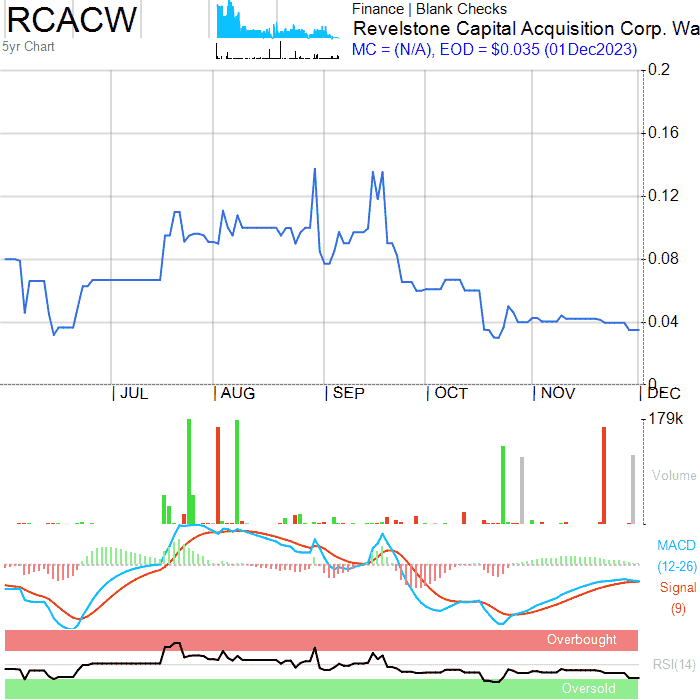 RCACW
5yr Chart
Finance | Blank Checks
Revelstone Capital Acquisition Corp. Wa
MC = (N/A), EOD = $0.035 (01Dec2023)
0.2
0.16
0.12
0.08
0.04
0
| JUL | AUG | SEP | OCT | NOV | DEC
179k
Volume
MACD
(12-26)
Signal
(9)
Overbought
RSI(14)
Oversold